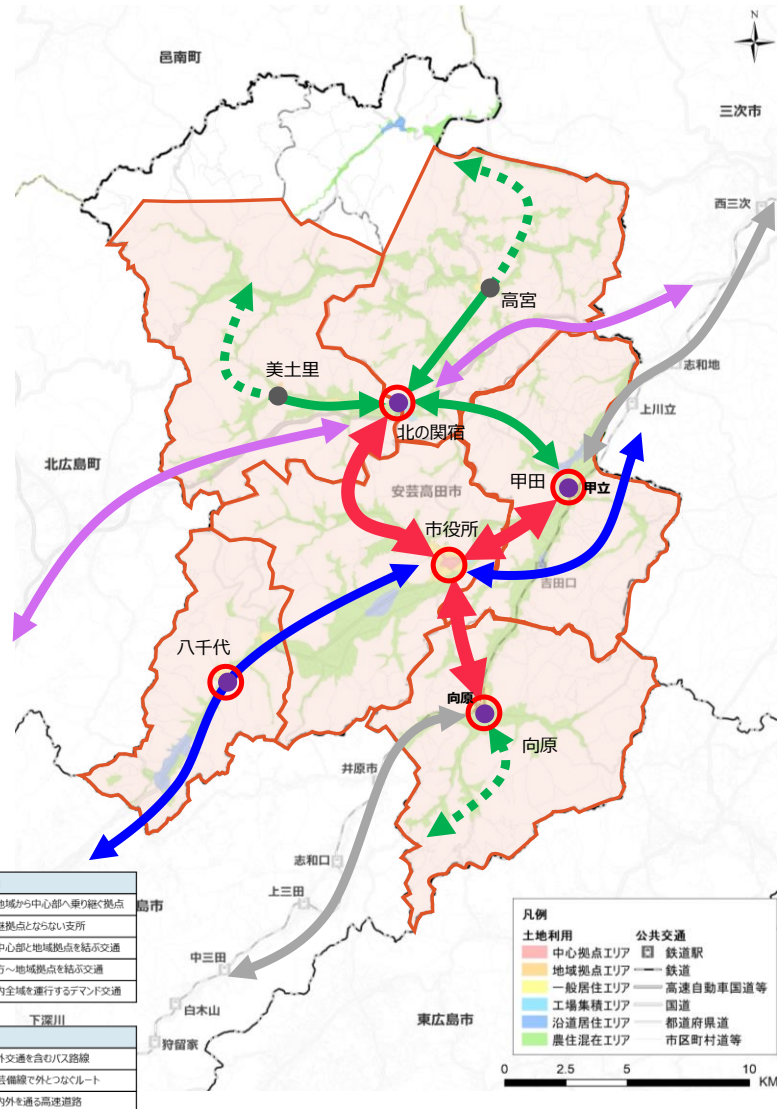 N
邑南町
三次市
西三次
高宮
志和地
美土里
上川立
北の関宿
北広島町
甲田
甲立
安芸高田市
市役所
吉田口
八千代
向原
向原
井原市
志和口
上三田
中三田
白木山
下深川
狩留家
東広島市
島市
地域から中心部へ乗り継ぐ拠点
継拠点とならない支所
中心部と地域拠点を結ぶ交通
方～地域拠点を結ぶ交通
内全域を運行するデマンド交通
外交通を含むバス路線
芸備線で外とつなぐルート
内外を通る高速道路
凡例
土地利用 公共交通
中心拠点エリア 鉄道駅
地域拠点エリア 鉄道
一般居住エリア 高速自動車国道等
工場集積エリア 国道
沿道居住エリア 都道府県道
農住混在エリア 市区町村道等
0 2.5 5 10
KM